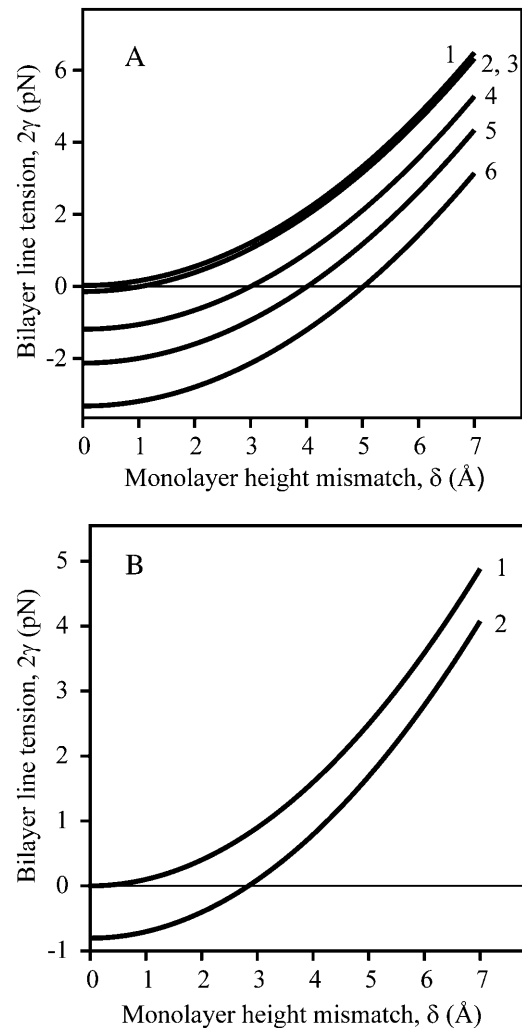 A
Bilayer line tension, 2γ (pN)
6
4
2
0
-2
1
2, 3
4
5
6
0 1 2 3 4 5 6 7
Monolayer height mismatch, δ (Å)
B
Bilayer line tension, 2γ (pN)
5
4
3
2
1
0
-1
1
2
0 1 2 3 4 5 6 7
Monolayer height mismatch, δ (Å)